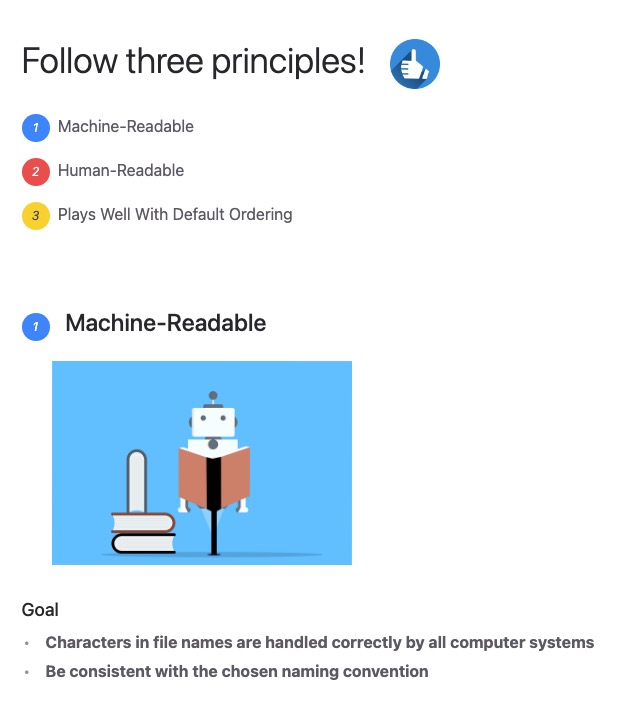 Follow three principles!
1 Machine-Readable
2 Human-Readable
3 Plays Well With Default Ordering
1 Machine-Readable
Goal
• Characters in file names are handled correctly by all computer systems
• Be consistent with the chosen naming convention